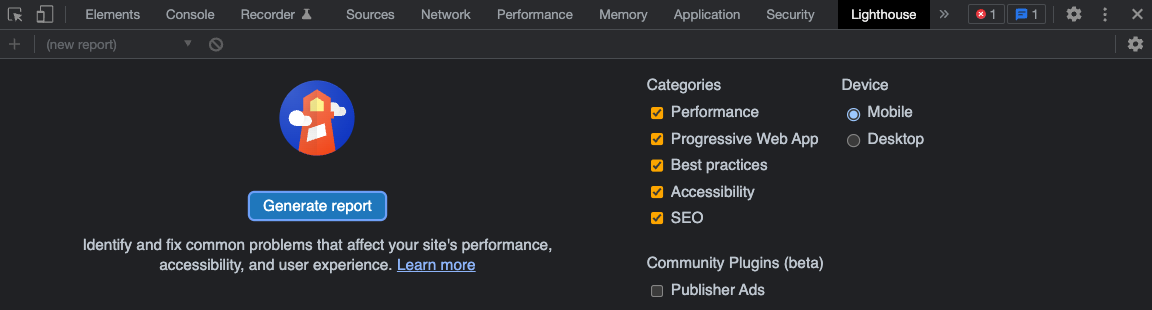 Elements Console Recorder Sources Network Performance Memory Application Security Lighthouse » 1 1
(new report)
Generate report
Identify and fix common problems that affect your site's performance,
accessibility, and user experience. Learn more
Categories
Performance
Progressive Web App
Best practices
Accessibility
SEO
Community Plugins (beta)
Publisher Ads
Device
Mobile
Desktop